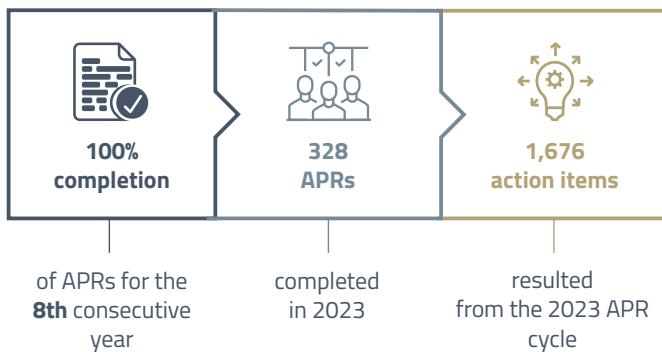 100%
completion
of APRs for the
8th consecutive
year
328
APRs
completed
in 2023
1,676
action items
resulted
from the 2023 APR
cycle